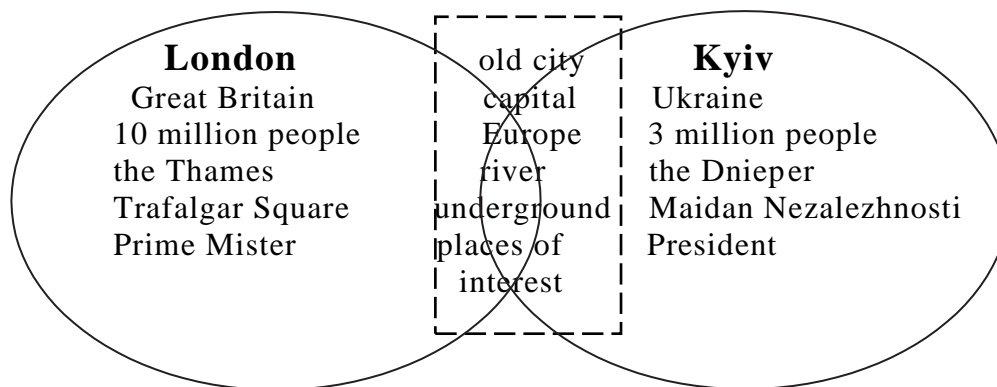 London
Great Britain
10 million people
the Thames
Trafalgar Square
Prime Mister
old city
capital
Europe
river
underground
places of
interest
Kyiv
Ukraine
3 million people
the Dnieper
Maidan Nezalezhnosti
President